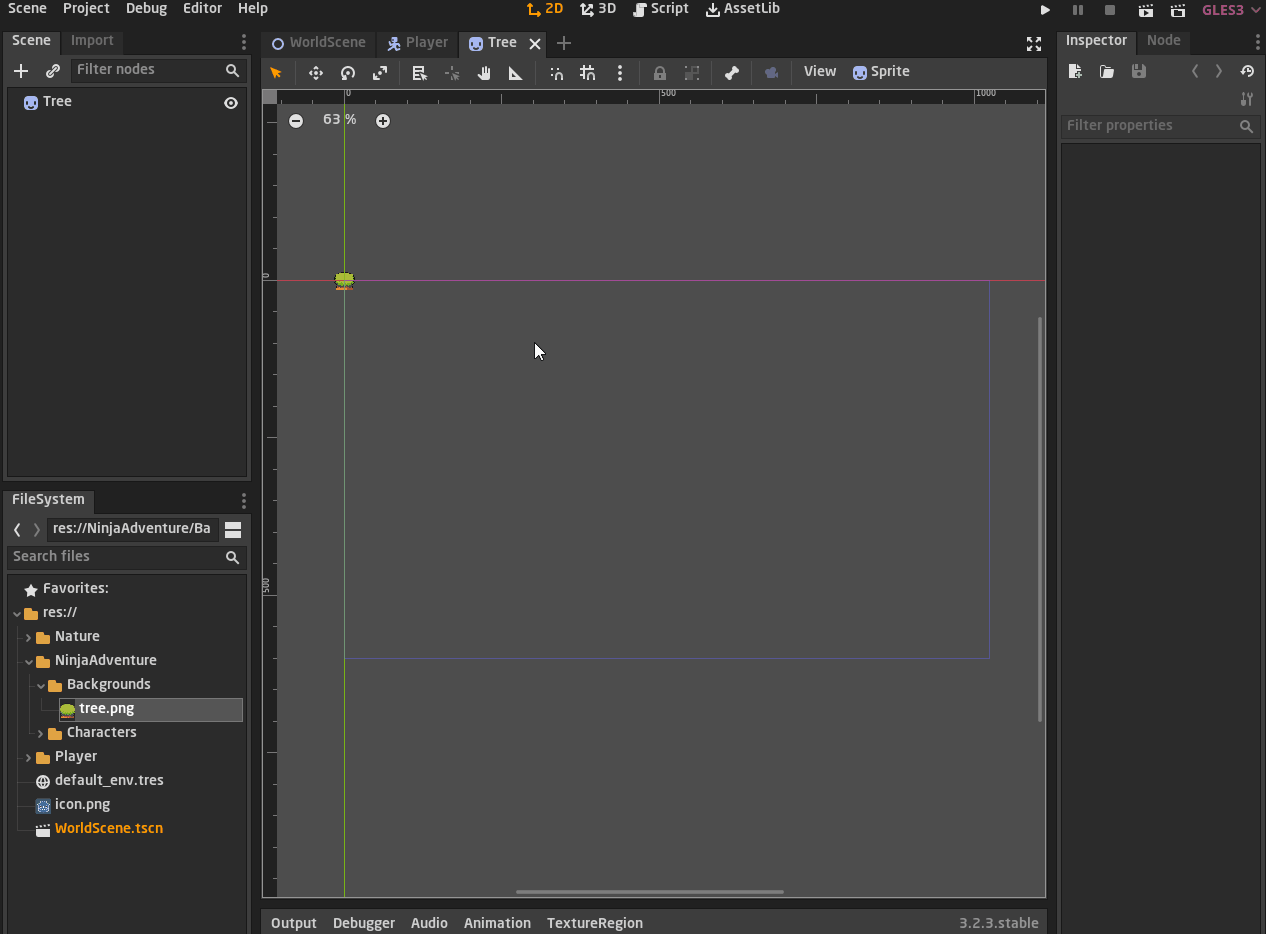 Scene Project Debug Editor Help 2D 3D Script AssetLib GLES3
Scene Import
Filter nodes
Tree
FileSystem
res://NinjaAdventure/Ba
Search files
Favorites:
res://
Nature
NinjaAdventure
Backgrounds
tree.png
Characters
Player
default_env.tres
icon.png
WorldScene.tscn
WorldScene Player Tree
View Sprite
0 500 1000
63 %
0
500
Output Debugger Audio Animation TextureRegion 3.2.3.stable
Inspector Node
Filter properties